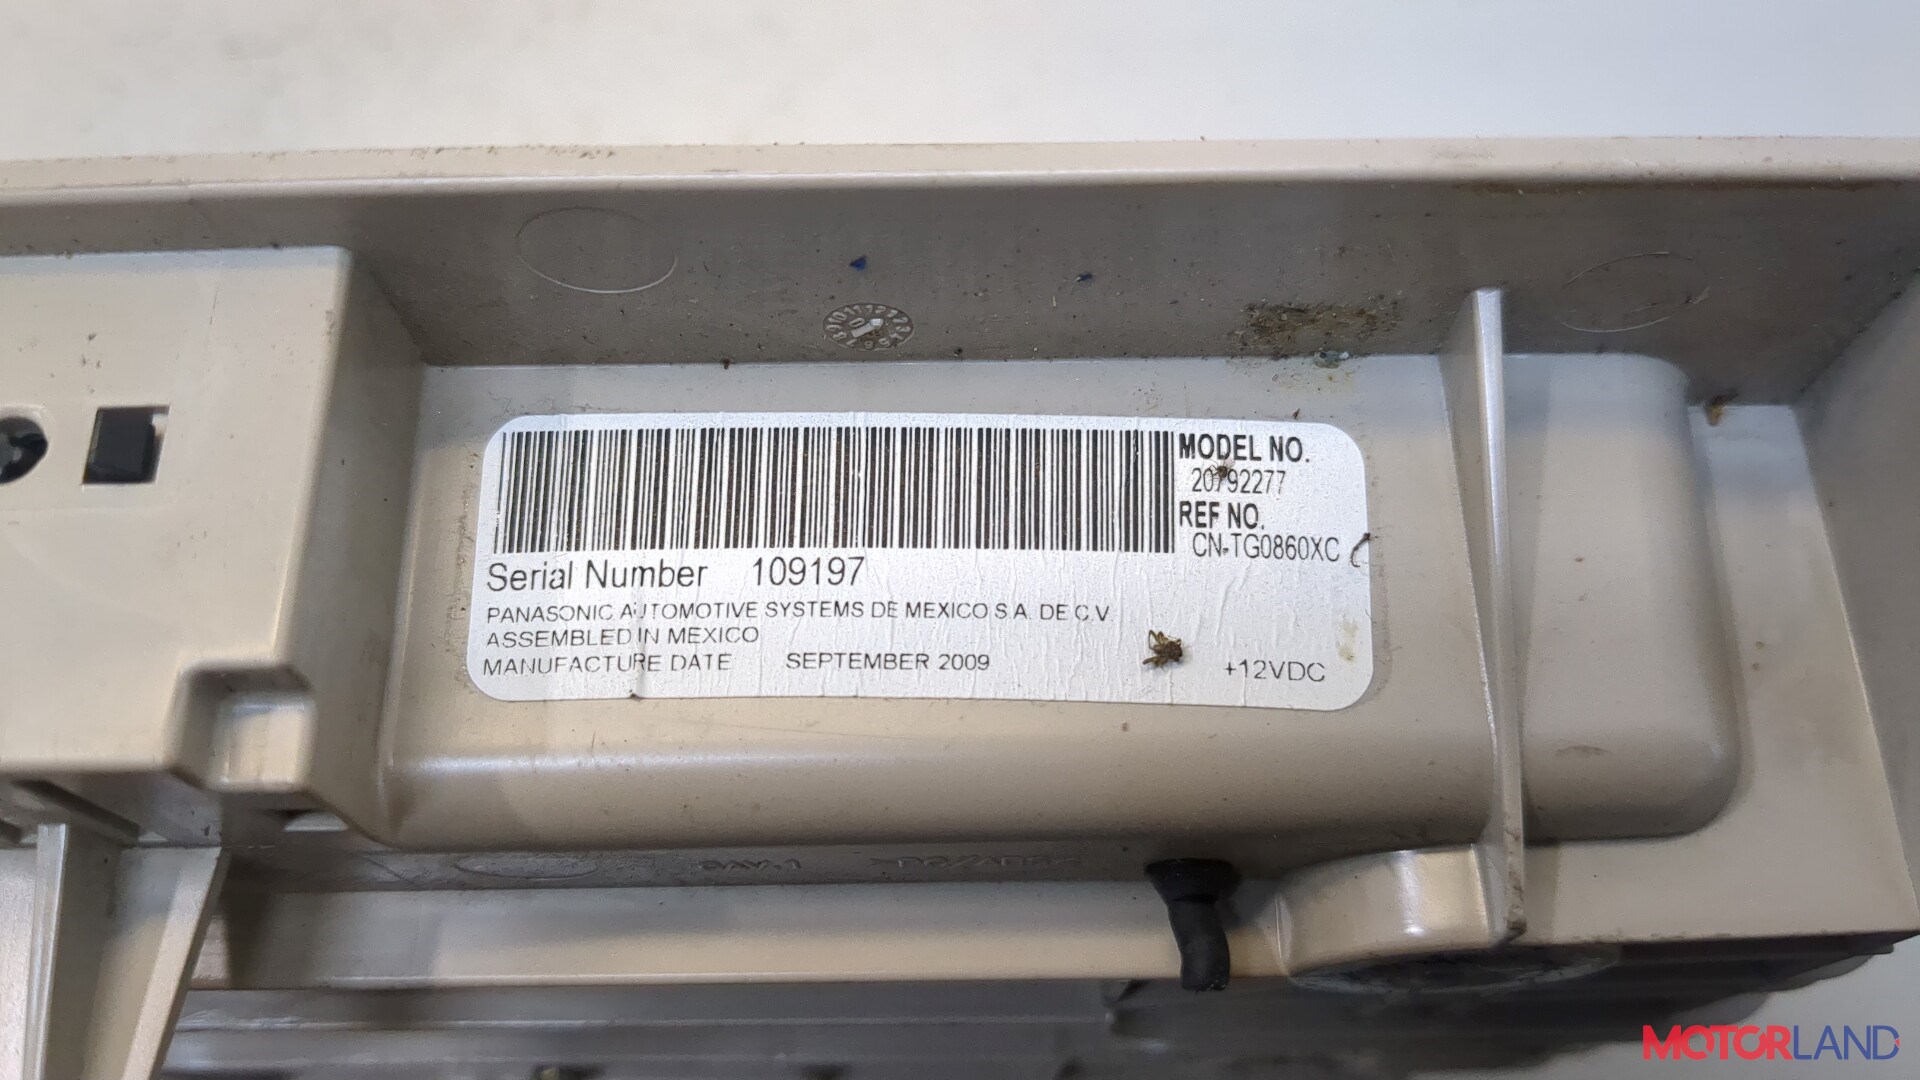 MODEL NO.
20792277
REF NO.
CN-TG0860XC
Serial Number 109197
PANASONIC AUTOMOTIVE SYSTEMS DE MEXICO S.A. DE C.V.
ASSEMBLED IN MEXICO
MANUFACTURE DATE SEPTEMBER 2009
+12VDC
MOTORLAND